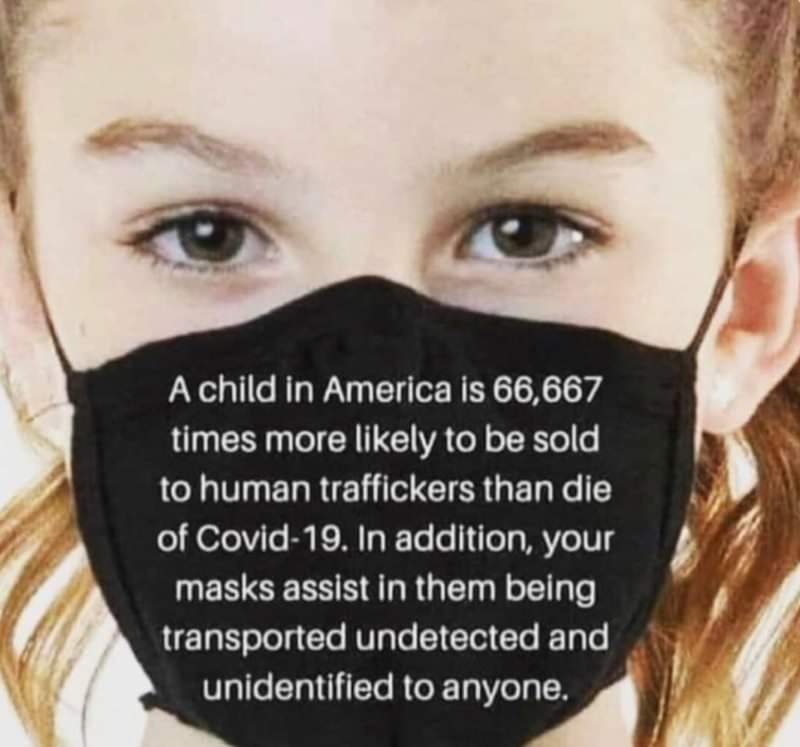 A child in America is 66,667
times more likely to be sold
to human traffickers than die
of Covid-19. In addition, your
masks assist in them being
transported undetected and
unidentified to anyone.